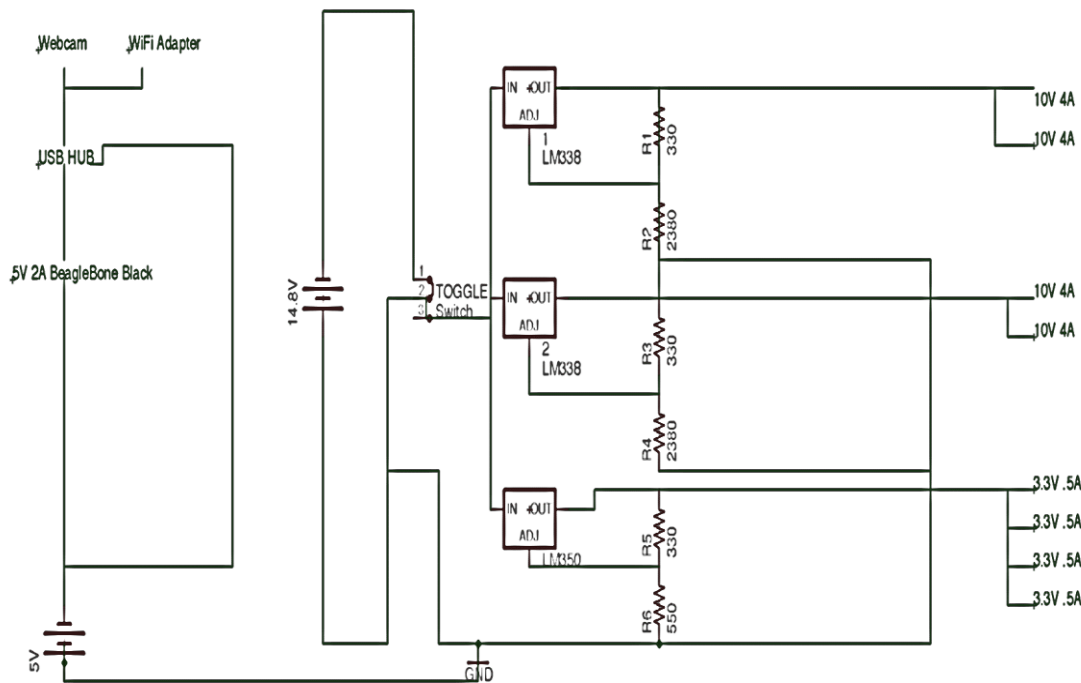 Webcam
WiFi Adapter
USB HUB
5V 2A BeagleBone Black
5V
14.8V
1
2
3
TOGGLE
Switch
GND
IN +OUT
ADJ
1
LM338
R1
330
R2
2380
10V 4A
10V 4A
IN +OUT
ADJ
2
LM338
R3
330
R4
2380
10V 4A
10V 4A
IN +OUT
ADJ
LM350
R5
330
R6
550
3.3V .5A
3.3V .5A
3.3V .5A
3.3V .5A